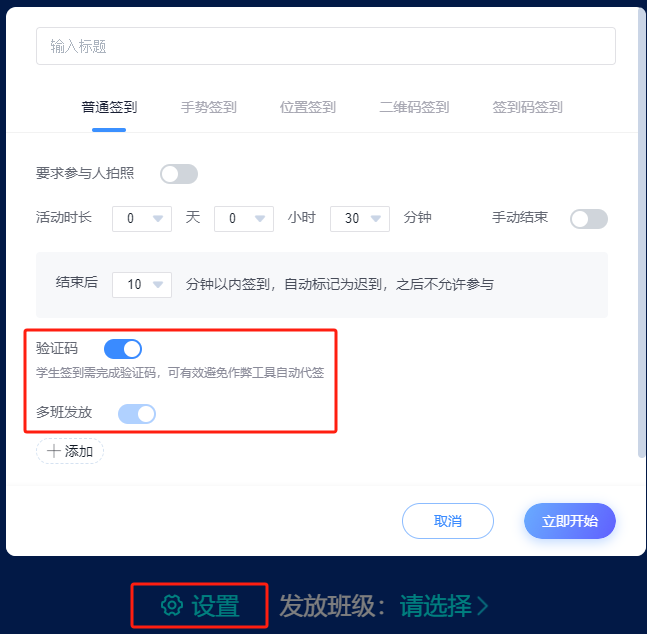 输入标题
普通签到 手势签到 位置签到 二维码签到 签到码签到
要求参与人拍照
活动时长 0 天 0 小时 30 分钟 手动结束
结束后 10 分钟以内签到，自动标记为迟到，之后不允许参与
验证码
学生签到需完成验证码，可有效避免作弊工具自动代签
多班发放
+ 添加
取消 立即开始
设置 发放班级：请选择 >